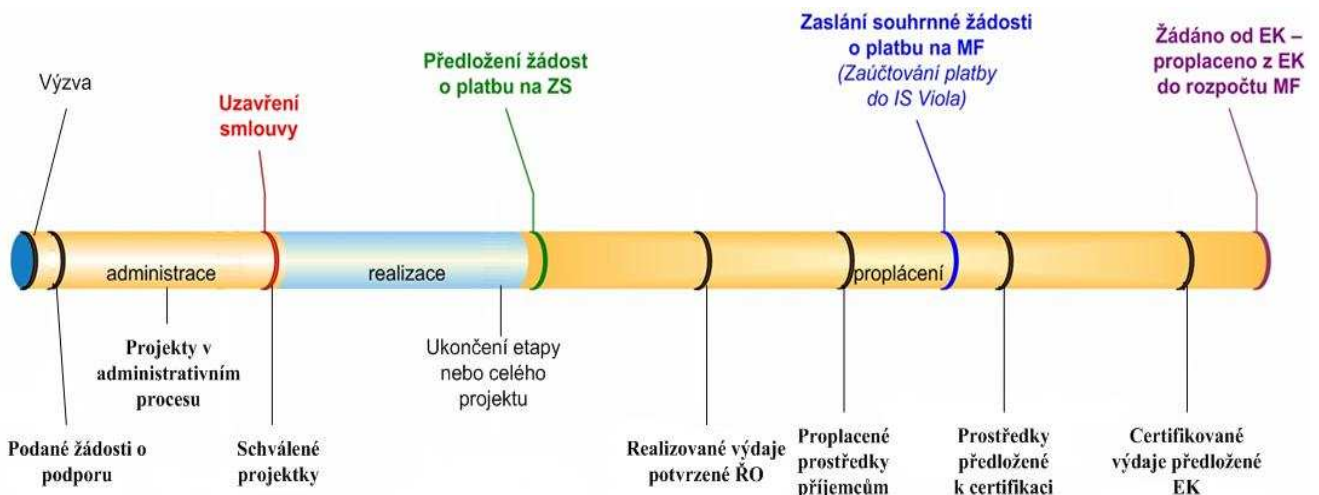 Výzva
Uzavření
smlouvy
Předložení žádost
o platbu na ZS
Zaslání souhrnné žádosti
o platbu na MF
(Zaúčtování platby
do IS Viola)
Žádáno od EK –
proplaceno z EK
do rozpočtu MF
administrace
realizace
proplácení
Projekty v
administrativním
procesu
Ukončení etapy
nebo celého
projektu
Podané žádosti o
podporu
Schválené
projektky
Realizované výdaje
potvrzené ŘO
Proplacené
prostředky
příjemcům
Prostředky
předložené
k certifikaci
Certifikované
výdaje předložené
EK